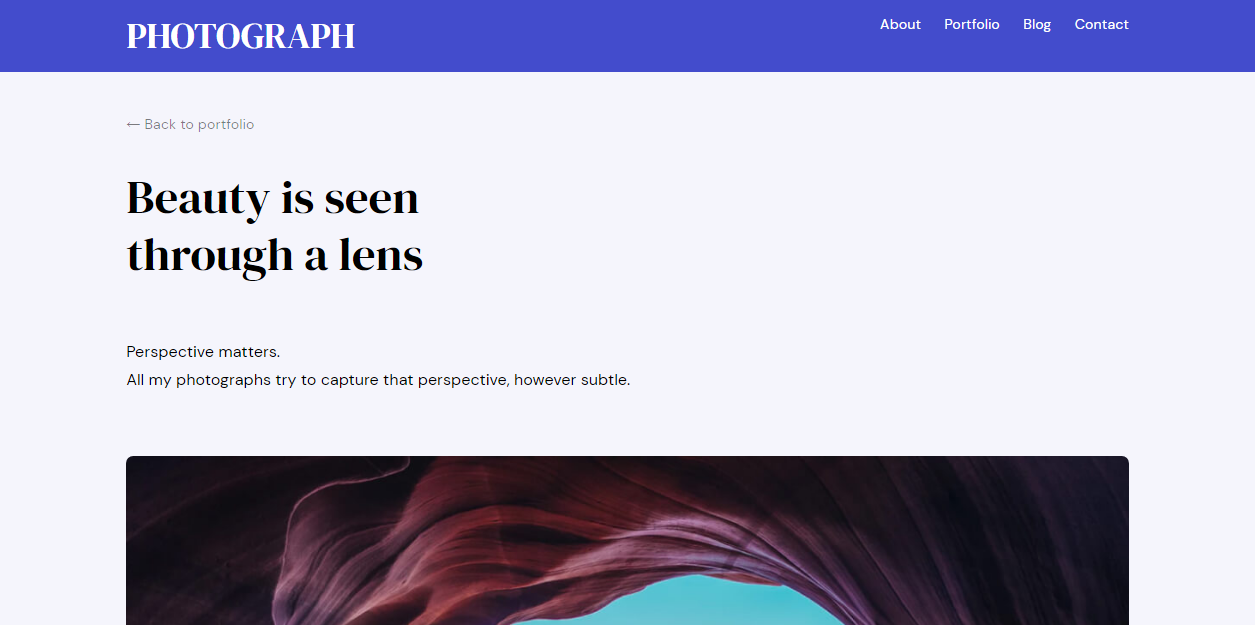 PHOTOGRAPH
About Portfolio Blog Contact
← Back to portfolio
Beauty is seen
through a lens
Perspective matters.
All my photographs try to capture that perspective, however subtle.